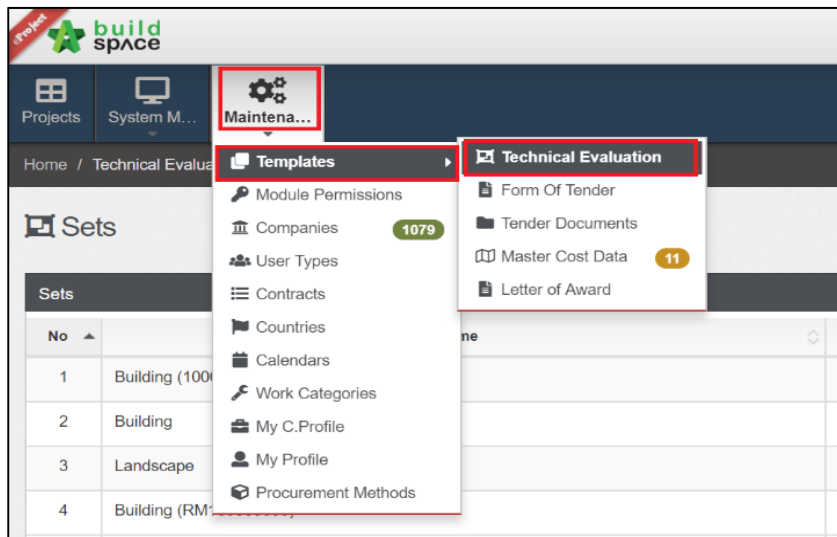 eProject
build
space
Projects
System M...
Maintena...
Home / Technical Evalua
Templates
Technical Evaluation
Module Permissions
Form Of Tender
Companies 1079
Tender Documents
User Types
Master Cost Data 11
Contracts
Letter of Award
Countries
Calendars
Work Categories
My C.Profile
My Profile
Procurement Methods
Sets
Sets
No
me
1 Building (100
2 Building
3 Landscape
4 Building (RM